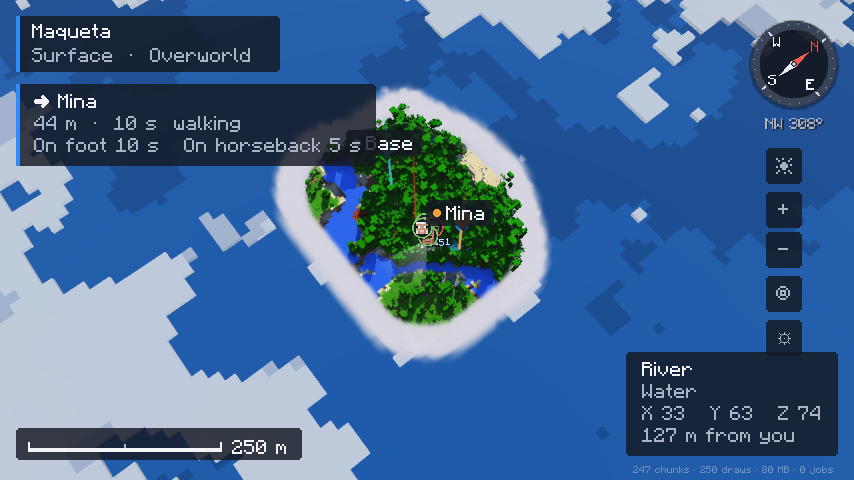 Maqueta
Surface · Overworld
➡ Mina
44 m · 10 s walking
On foot 10 s On horseback 5 s
Base
Mina
51
W
N
S
E
NW 308°
+
−
River
Water
X 33 Y 63 Z 74
127 m from you
250 m
247 chunks · 250 draws · 80 MB · 0 jobs